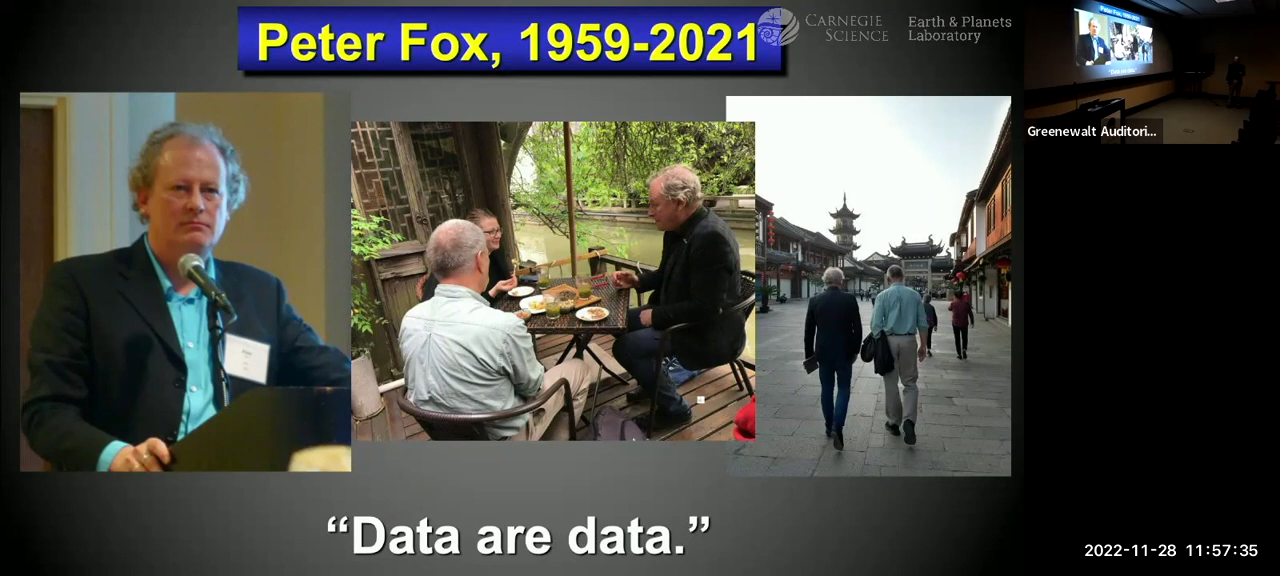 Peter Fox, 1959-2021
CARNEGIE
SCIENCE
Earth & Planets
Laboratory
Greenewalt Auditori...
“Data are data.”
2022-11-28 11:57:35